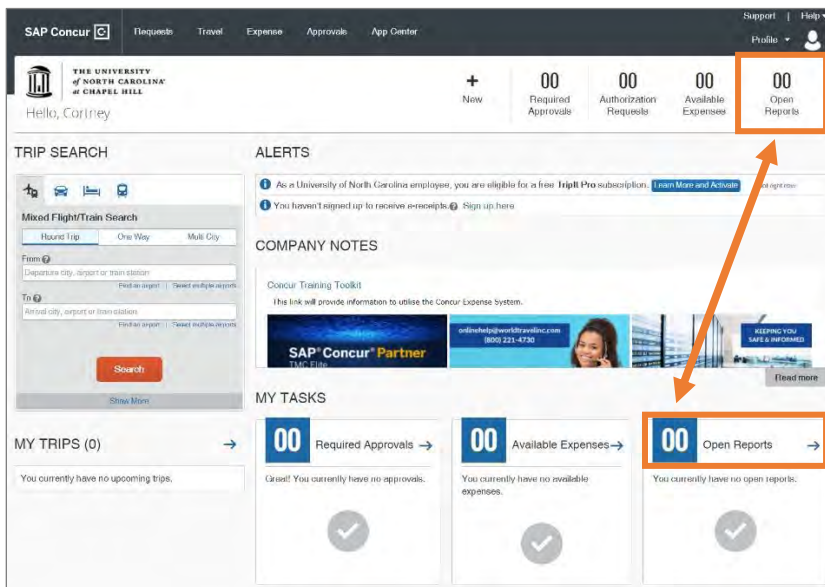 Support | Help
SAP Concur C Requests Travel Expense Approvals App Center
Profile
THE UNIVERSITY
of NORTH CAROLINA
at CHAPEL HILL
Hello, Cortney
+
New
00
Required
Approvals
00
Authorization
Requests
00
Available
Expenses
00
Open
Reports
TRIP SEARCH
Mixed Flight/Train Search
Round Trip One Way Multi City
From
Departure city, airport or train station
Find an airport | Select multiple airports
To
Arrival city, airport or train station
Find an airport | Select multiple airports
Search
Show More
MY TRIPS (0)
You currently have no upcoming trips.
ALERTS
As a University of North Carolina employee, you are eligible for a free TripIt Pro subscription. Learn More and Activate
You haven't signed up to receive e-receipts. Sign up here
COMPANY NOTES
Concur Training Toolkit
This link will provide information to utilise the Concur Expense System.
SAP® Concur® Partner
TMC Elite
onlinehelp@worldtravelinc.com
(800) 221-4730
KEEPING YOU
SAFE & INFORMED
Read more
MY TASKS
00 Required Approvals
Great! You currently have no approvals.
00 Available Expenses
You currently have no available
expenses.
00 Open Reports
You currently have no open reports.